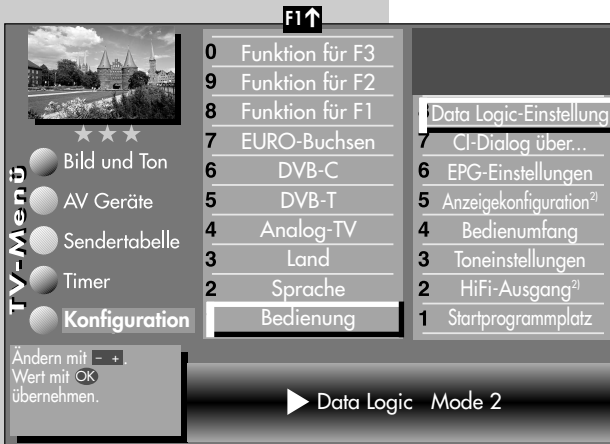 F1↑
TV-Menü
Bild und Ton
AV Geräte
Sendertabelle
Timer
Konfiguration
0 Funktion für F3
9 Funktion für F2
8 Funktion für F1
7 EURO-Buchsen
6 DVB-C
5 DVB-T
4 Analog-TV
3 Land
2 Sprache
Bedienung
Data Logic-Einstellung
7 CI-Dialog über...
6 EPG-Einstellungen
5 Anzeigekonfiguration2)
4 Bedienumfang
3 Toneinstellungen
2 HiFi-Ausgang2)
1 Startprogrammplatz
Ändern mit - + .
Wert mit OK
übernehmen.
Data Logic Mode 2